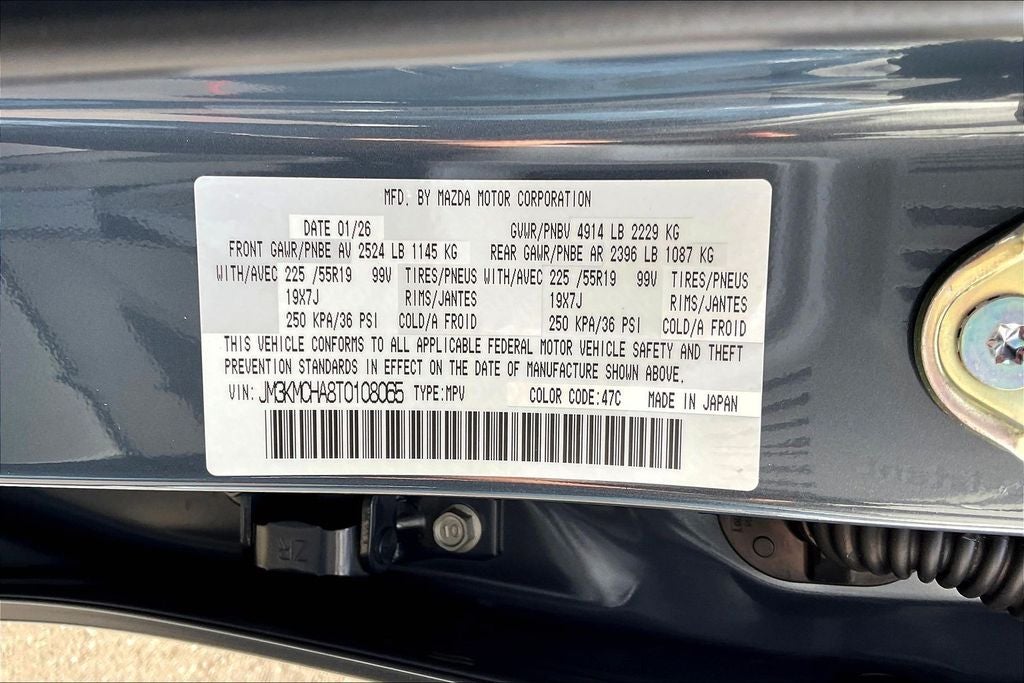 MFD. BY MAZDA MOTOR CORPORATION
DATE 01/26 GVWR/PNBV 4914 LB 2229 KG
FRONT GAWR/PNBE AV 2524 LB 1145 KG REAR GAWR/PNBE AR 2396 LB 1087 KG
WITH/AVEC 225 /55R19 99V TIRES/PNEUS WITH/AVEC 225 /55R19 99V TIRES/PNEUS
19X7J RIMS/JANTES 19X7J RIMS/JANTES
250 KPA/36 PSI COLD/A FROID 250 KPA/36 PSI COLD/A FROID
THIS VEHICLE CONFORMS TO ALL APPLICABLE FEDERAL MOTOR VEHICLE SAFETY AND THEFT
PREVENTION STANDARDS IN EFFECT ON THE DATE OF MANUFACTURE SHOWN ABOVE.
VIN: JM3KMCHA8T0108065 TYPE:MPV COLOR CODE:47C MADE IN JAPAN
ZR
10